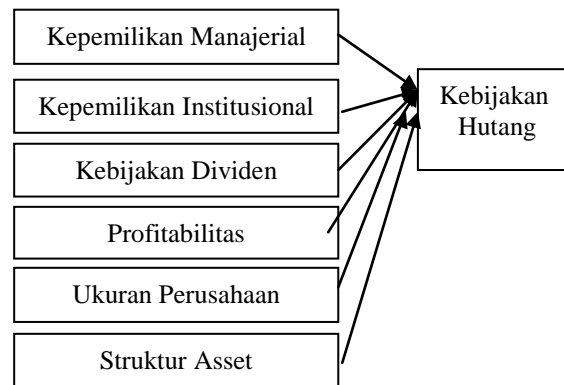 Kepemilikan Manajerial
Kepemilikan Institusional
Kebijakan Dividen
Profitabilitas
Ukuran Perusahaan
Struktur Asset
Kebijakan
Hutang